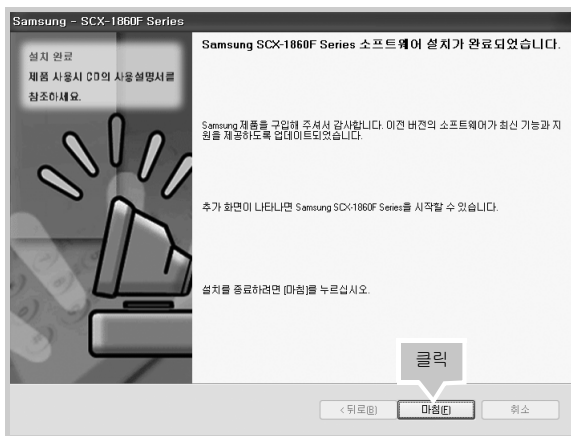 Samsung - SCX-1860F Series
설치 완료
제품 사용시 CD의 사용설명서를
참조하세요.
Samsung SCX-1860F Series 소프트웨어 설치가 완료되었습니다.
Samsung 제품을 구입해 주셔서 감사합니다. 이전 버전의 소프트웨어가 최신 기능과 지
원을 제공하도록 업데이트되었습니다.
추가 화면이 나타나면 Samsung SCX-1860F Series를 시작할 수 있습니다.
설치를 종료하려면 [마침]를 누르십시오.
클릭
< 뒤로(B)
마침(F)
취소